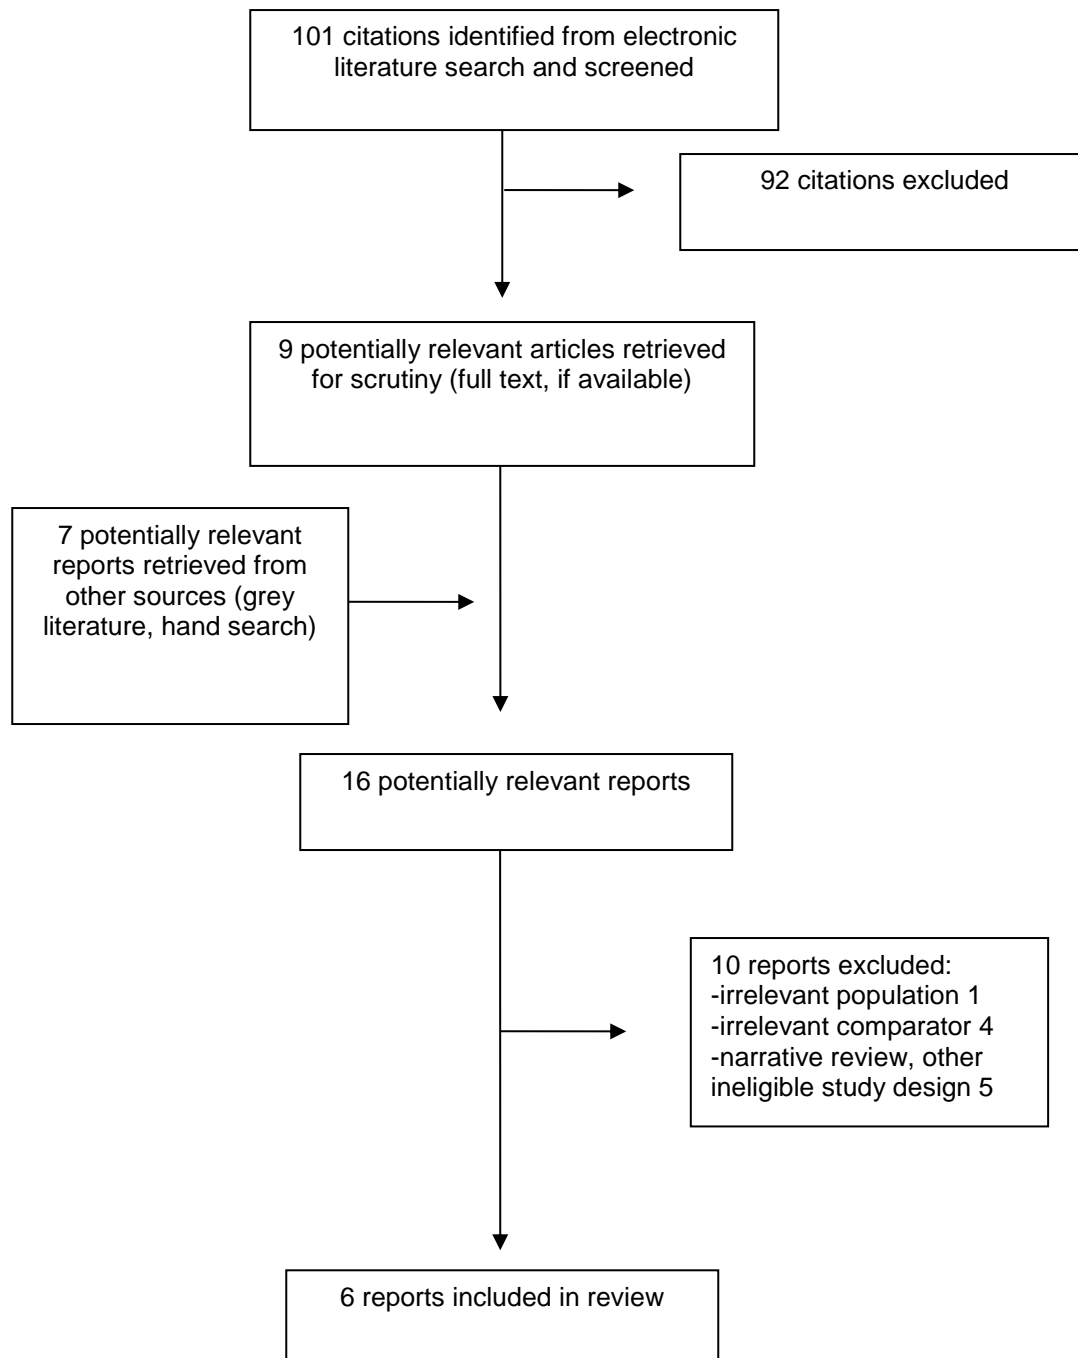 101 citations identified from electronic
literature search and screened
92 citations excluded
9 potentially relevant articles retrieved
for scrutiny (full text, if available)
7 potentially relevant
reports retrieved from
other sources (grey
literature, hand search)
16 potentially relevant reports
10 reports excluded:
-irrelevant population 1
-irrelevant comparator 4
-narrative review, other
ineligible study design 5
6 reports included in review